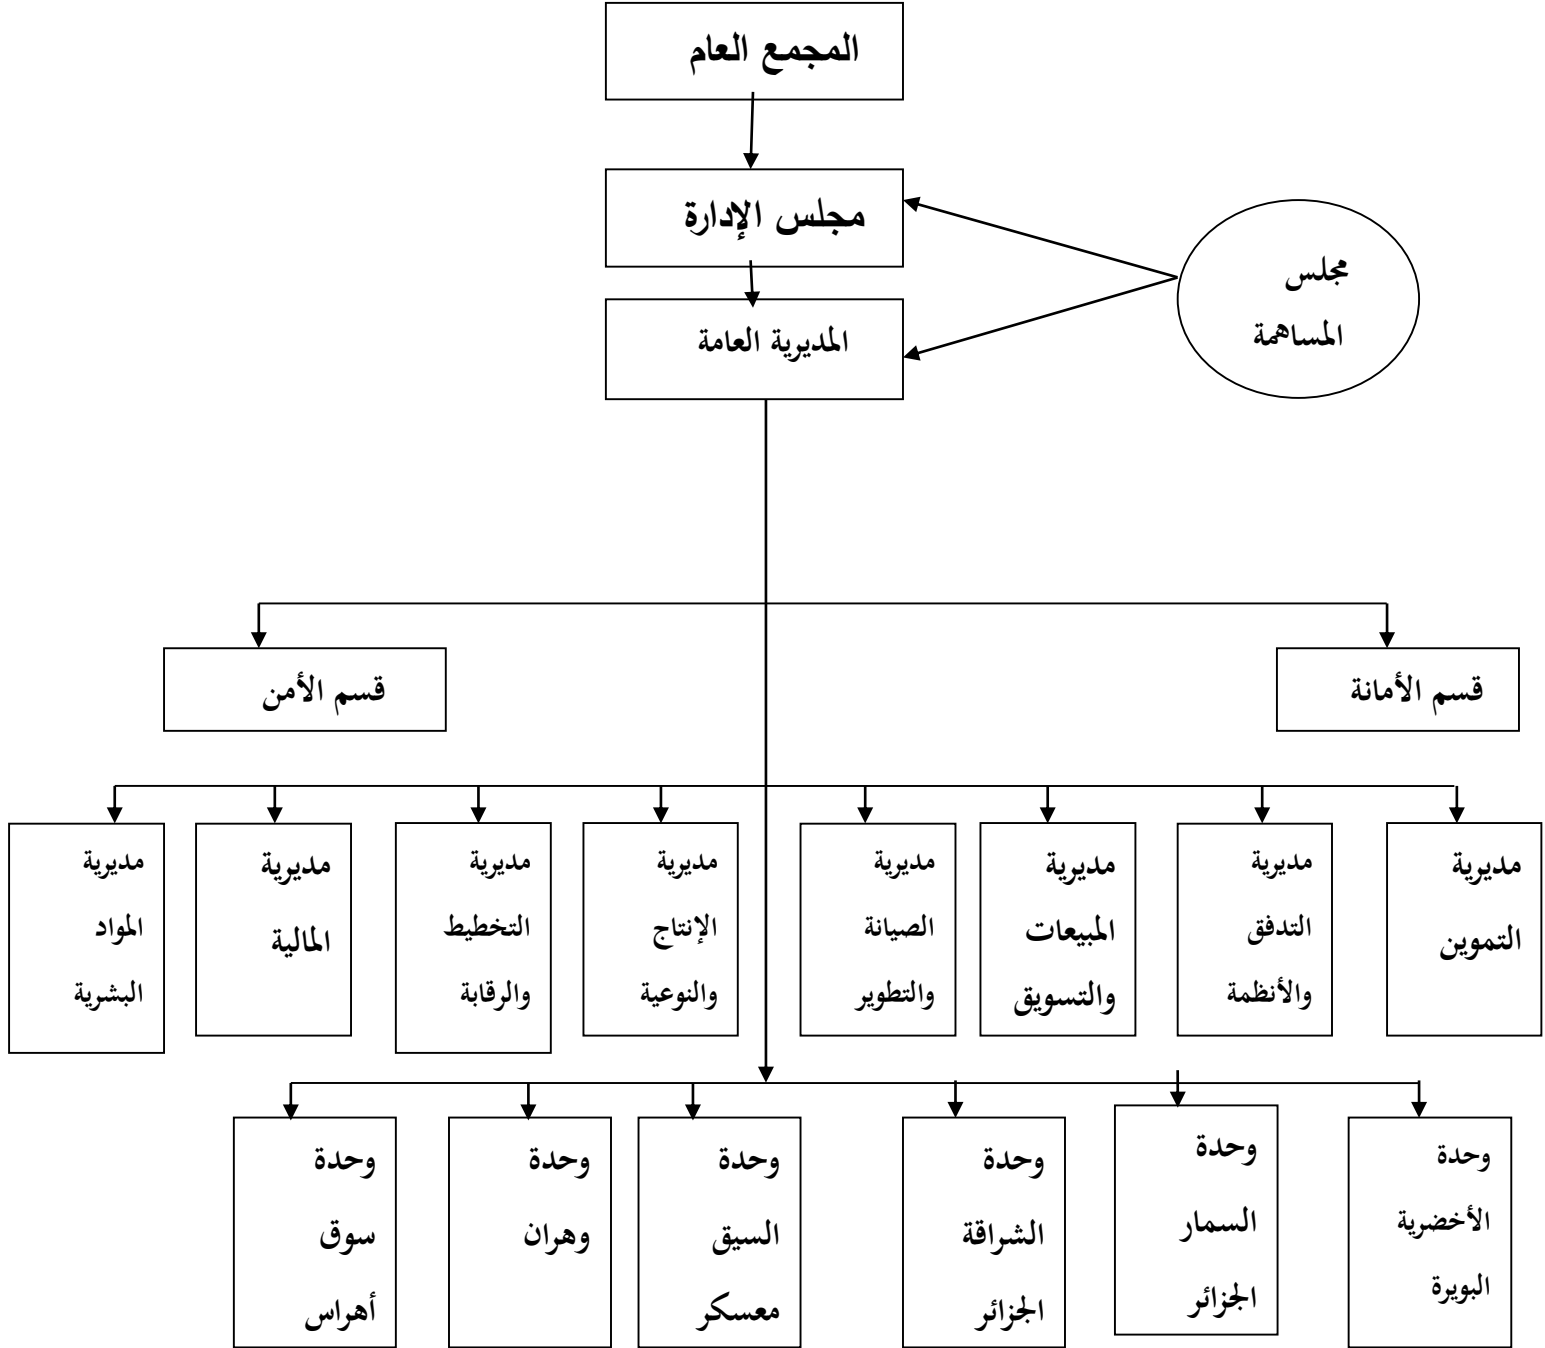 المجمع العام
مجلس الإدارة
مجلس
المساهمة
المديرية العامة
قسم الأمانة
قسم الأمن
مديرية
التموين
مديرية
التدفق
والأنظمة
مديرية
المبيعات
والتسويق
مديرية
الصيانة
والتطوير
مديرية
الإنتاج
والنوعية
مديرية
التخطيط
والرقابة
مديرية
المالية
مديرية
المواد
البشرية
وحدة
الأخضرية
البويرة
وحدة
السمار
الجزائر
وحدة
الشراقة
الجزائر
وحدة
السيق
معسكر
وحدة
وهران
وحدة
سوق
أهراس